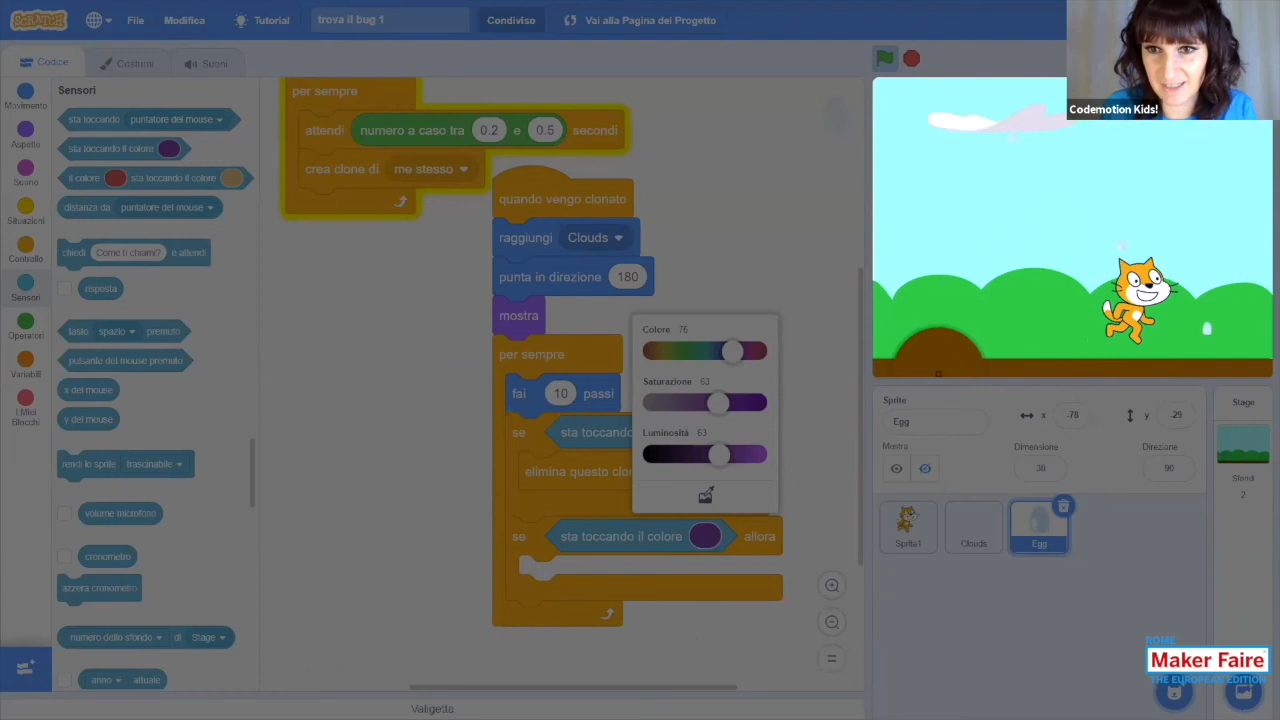 SCRATCH
File
Modifica
Tutorial
trova il bug 1
Condiviso
Vai alla Pagina del Progetto
Codice
Costumi
Suoni
Codemotion Kids!
Movimento
Aspetto
Suono
Situazioni
Controllo
Sensori
Operatori
Variabili
I Miei
Blocchi
Sensori
sta toccando puntatore del mouse
sta toccando il colore
il colore sta toccando il colore
distanza da puntatore del mouse
chiedi Come ti chiami? e attendi
risposta
tasto spazio premuto
pulsante del mouse premuto
x del mouse
y del mouse
rendi lo sprite trascinabile
volume microfono
cronometro
azzera cronometro
numero dello sfondo di Stage
anno attuale
per sempre
attendi numero a caso tra 0.2 e 0.5 secondi
crea clone di me stesso
quando vengo clonato
raggiungi Clouds
punta in direzione 180
mostra
per sempre
fai 10 passi
se sta toccando
elimina questo clo
se sta toccando il colore allora
Colore 76
Saturazione 63
Luminosità 63
Valigetta
Sprite
Egg
x -78
y -29
Mostra
Dimensione
30
Direzione
90
Sprite1
Clouds
Egg
Stage
Sfondi
2
ROME
Maker Faire
THE EUROPEAN EDITION